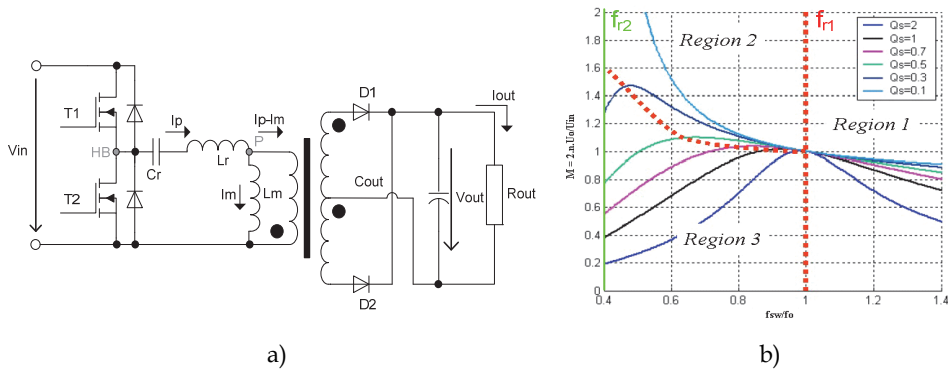 Vin
T1
HB
T2
Cr
Ip
Lr
Ip-Im
P
Im
Lm
D1
D2
Cout
Vout
Iout
Rout
a)
M = 2.n.Uo/Uin
2
1.8
1.6
1.4
1.2
1
0.8
0.6
0.4
0.2
0
fr2
Region 2
fr1
Qs=2
Qs=1
Qs=0.7
Qs=0.5
Qs=0.3
Qs=0.1
Region 1
Region 3
0.4 0.6 0.8 1 1.2 1.4
fsw/fo
b)